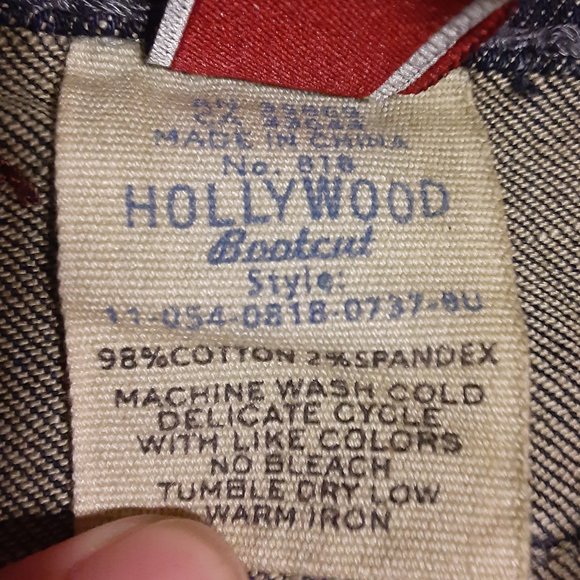 MADE IN CHINA
No. 818
HOLLYWOOD
Bootcut
Style:
11-054-0818-0737-8U
98%COTTON 2%SPANDEX
MACHINE WASH COLD
DELICATE CYCLE
WITH LIKE COLORS
NO BLEACH
TUMBLE DRY LOW
WARM IRON